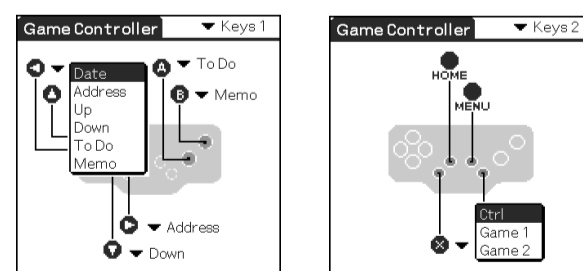 Game Controller
Keys 1
Date
Address
Up
Down
To Do
Memo
A
To Do
B
Memo
Address
Down
Game Controller
Keys 2
HOME
MENU
Ctrl
Game 1
Game 2